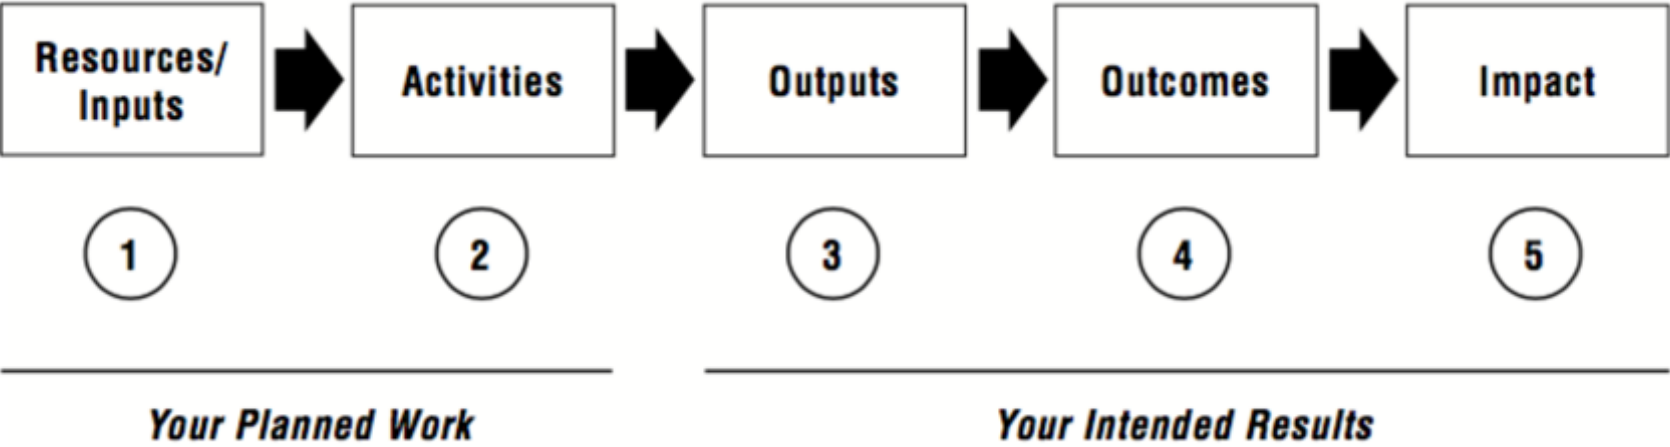 Resources/
Inputs
Activities
Outputs
Outcomes
Impact
1
2
3
4
5
Your Planned Work
Your Intended Results